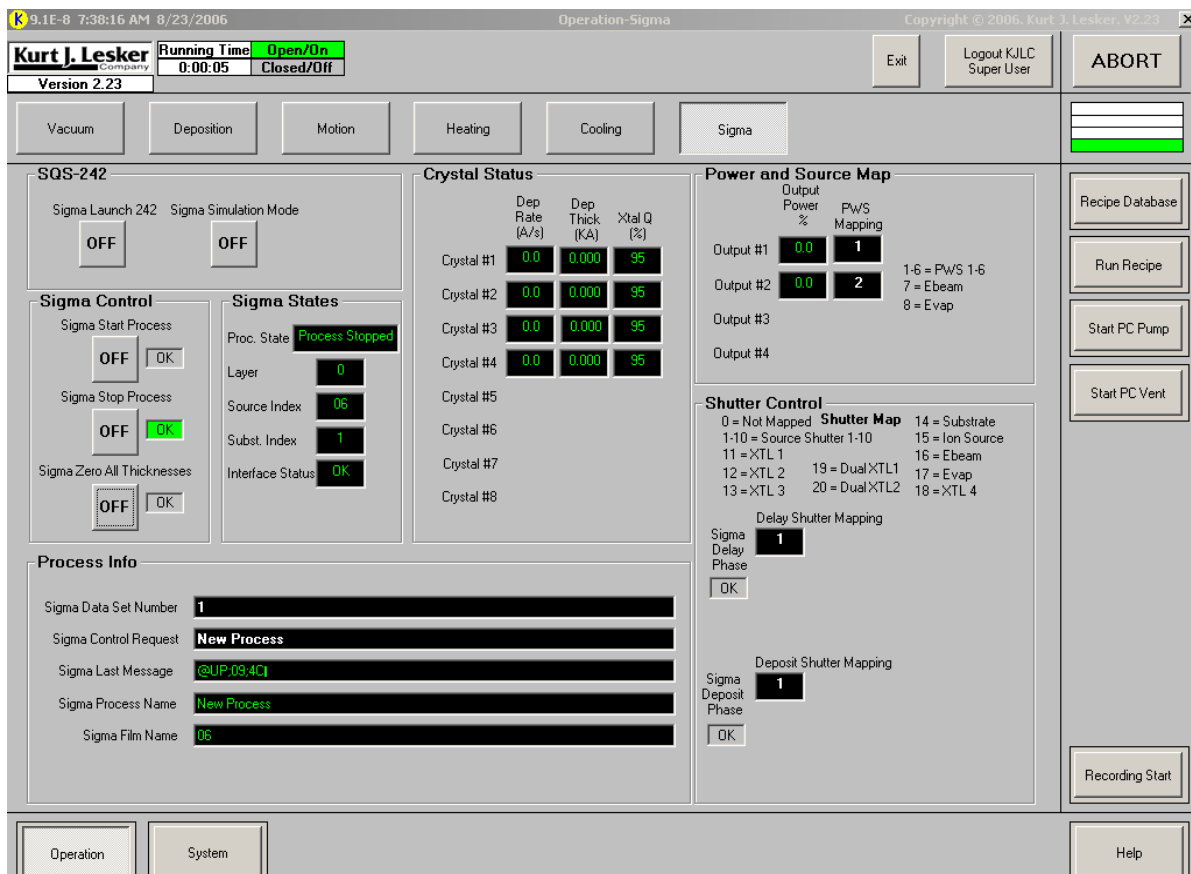 K 9.1E-8 7:38:16 AM 8/23/2006 Operation-Sigma Copyright © 2006. Kurt J. Lesker. V2.23 X
Kurt J. Lesker
Company
Version 2.23
Running Time Open/On
0:00:05 Closed/Off
Exit
Logout KJLC
Super User
ABORT
Vacuum Deposition Motion Heating Cooling Sigma
SQS-242
Sigma Launch 242 Sigma Simulation Mode
OFF OFF
Sigma Control
Sigma Start Process
OFF OK
Sigma Stop Process
OFF OK
Sigma Zero All Thicknesses
OFF OK
Sigma States
Proc. State Process Stopped
Layer 0
Source Index 06
Subst. Index 1
Interface Status OK
Crystal Status
Dep Rate (A/s) Dep Thick (KA) Xtal Q (%)
Crystal #1 0.0 0.000 95
Crystal #2 0.0 0.000 95
Crystal #3 0.0 0.000 95
Crystal #4 0.0 0.000 95
Crystal #5
Crystal #6
Crystal #7
Crystal #8
Power and Source Map
Output Power % PWS Mapping
Output #1 0.0 1
Output #2 0.0 2
Output #3
Output #4
1-6 = PWS 1-6
7 = Ebeam
8 = Evap
Shutter Control
0 = Not Mapped Shutter Map 14 = Substrate
1-10 = Source Shutter 1-10 15 = Ion Source
11 = XTL 1 16 = Ebeam
12 = XTL 2 19 = Dual XTL1 17 = Evap
13 = XTL 3 20 = Dual XTL2 18 = XTL 4
Delay Shutter Mapping
Sigma Delay Phase 1
OK
Deposit Shutter Mapping
Sigma Deposit Phase 1
OK
Process Info
Sigma Data Set Number 1
Sigma Control Request New Process
Sigma Last Message @UP;09;4C
Sigma Process Name New Process
Sigma Film Name 06
Recipe Database
Run Recipe
Start PC Pump
Start PC Vent
Recording Start
Operation System Help